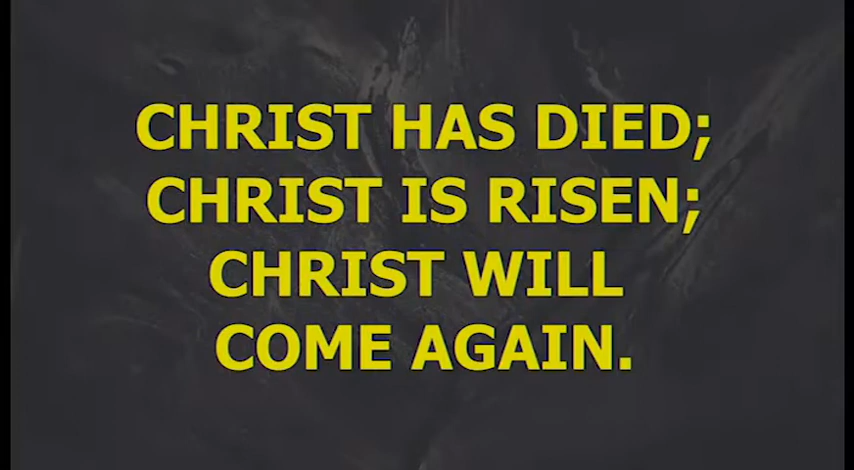 CHRIST HAS DIED;
CHRIST IS RISEN;
CHRIST WILL
COME AGAIN.